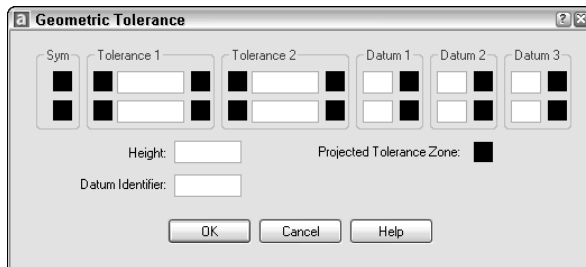 a Geometric Tolerance ? X
Sym Tolerance 1 Tolerance 2 Datum 1 Datum 2 Datum 3
Height: Projected Tolerance Zone:
Datum Identifier:
OK Cancel Help